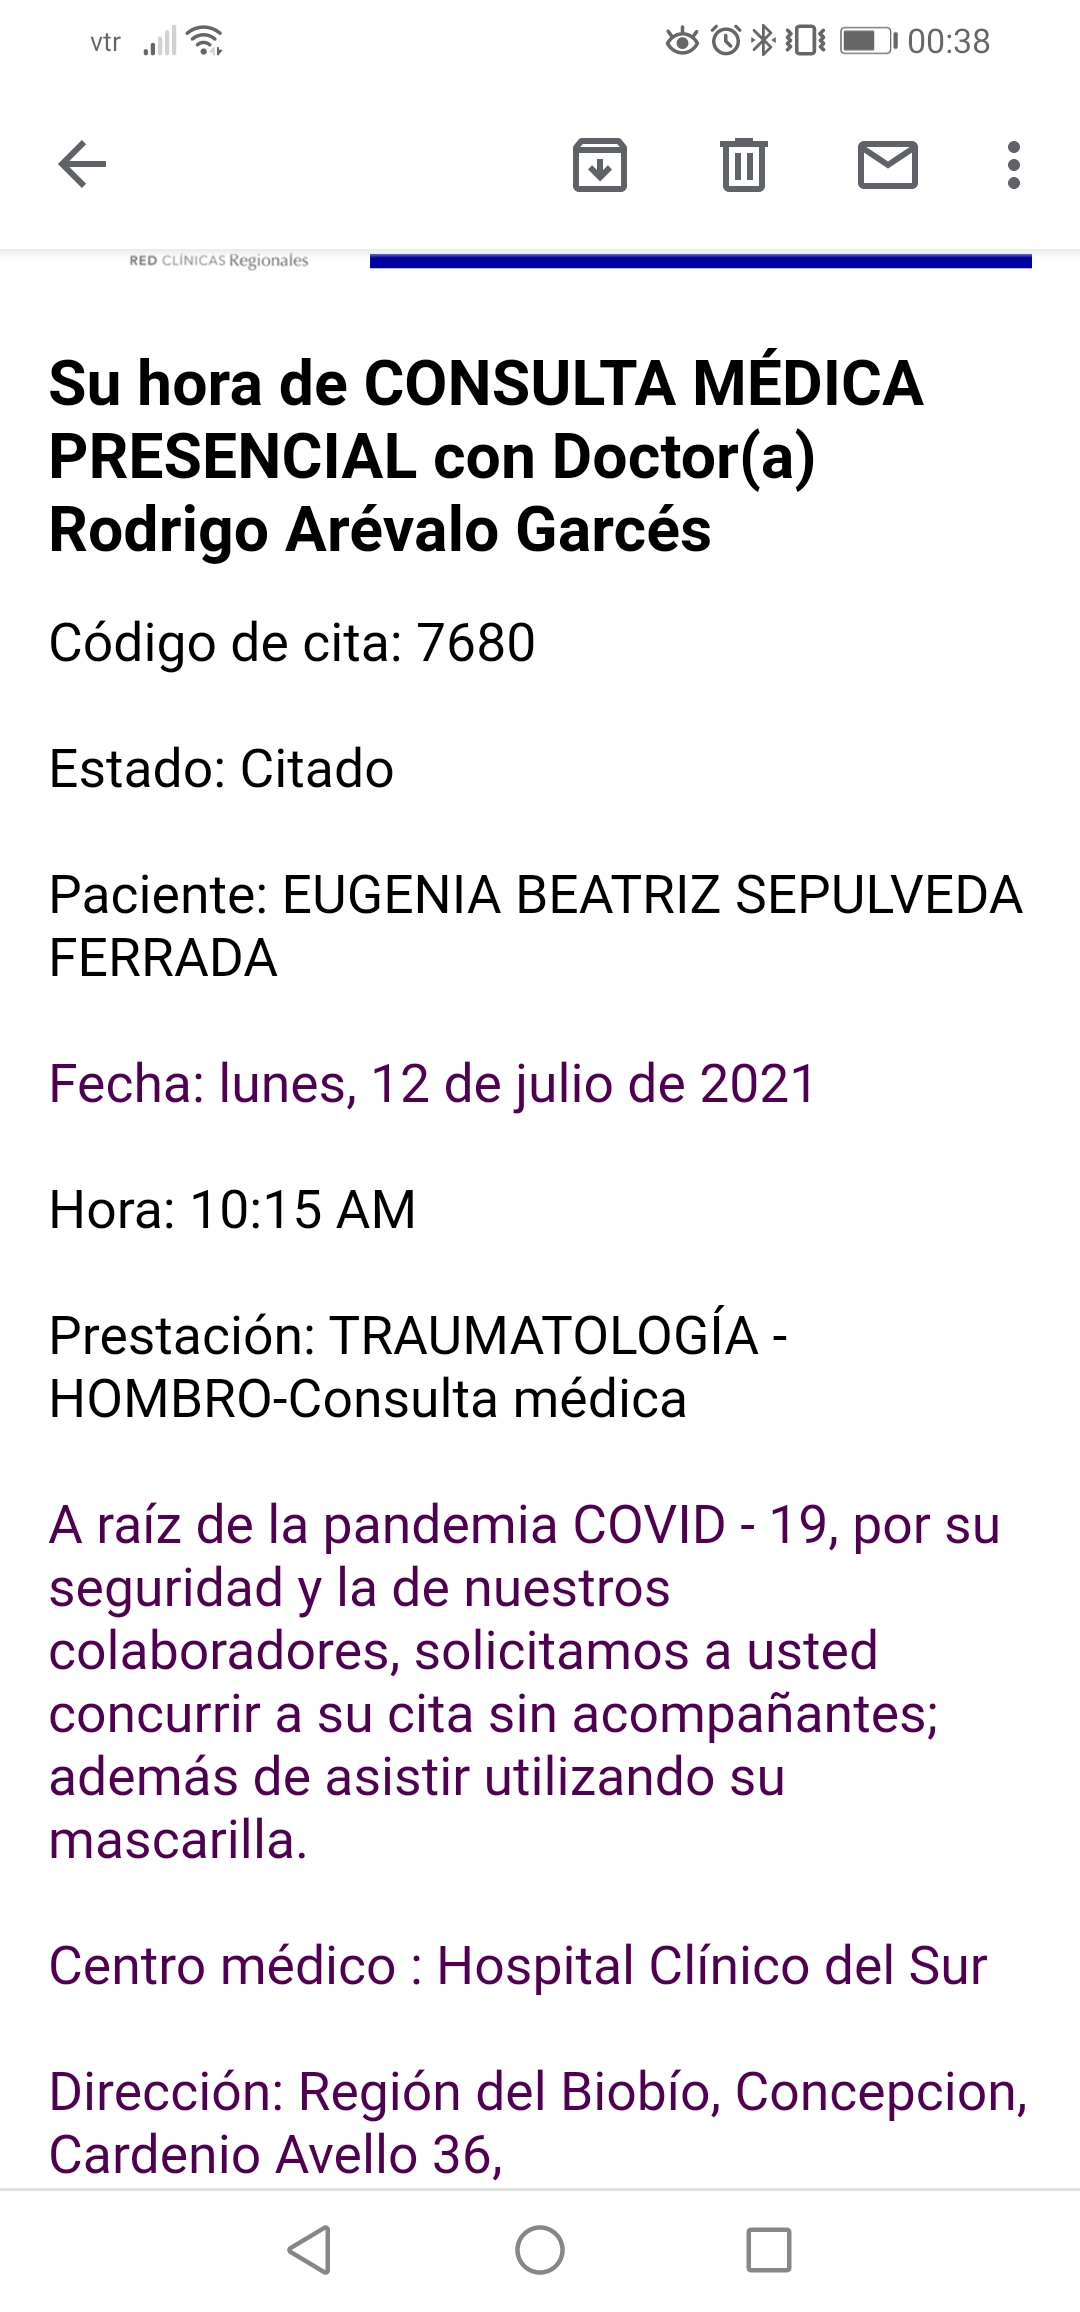 vtr 00:38
RED CLÍNICAS Regionales
Su hora de CONSULTA MÉDICA
PRESENCIAL con Doctor(a)
Rodrigo Arévalo Garcés
Código de cita: 7680
Estado: Citado
Paciente: EUGENIA BEATRIZ SEPULVEDA
FERRADA
Fecha: lunes, 12 de julio de 2021
Hora: 10:15 AM
Prestación: TRAUMATOLOGÍA -
HOMBRO-Consulta médica
A raíz de la pandemia COVID - 19, por su
seguridad y la de nuestros
colaboradores, solicitamos a usted
concurrir a su cita sin acompañantes;
además de asistir utilizando su
mascarilla.
Centro médico : Hospital Clínico del Sur
Dirección: Región del Biobío, Concepcion,
Cardenio Avello 36,